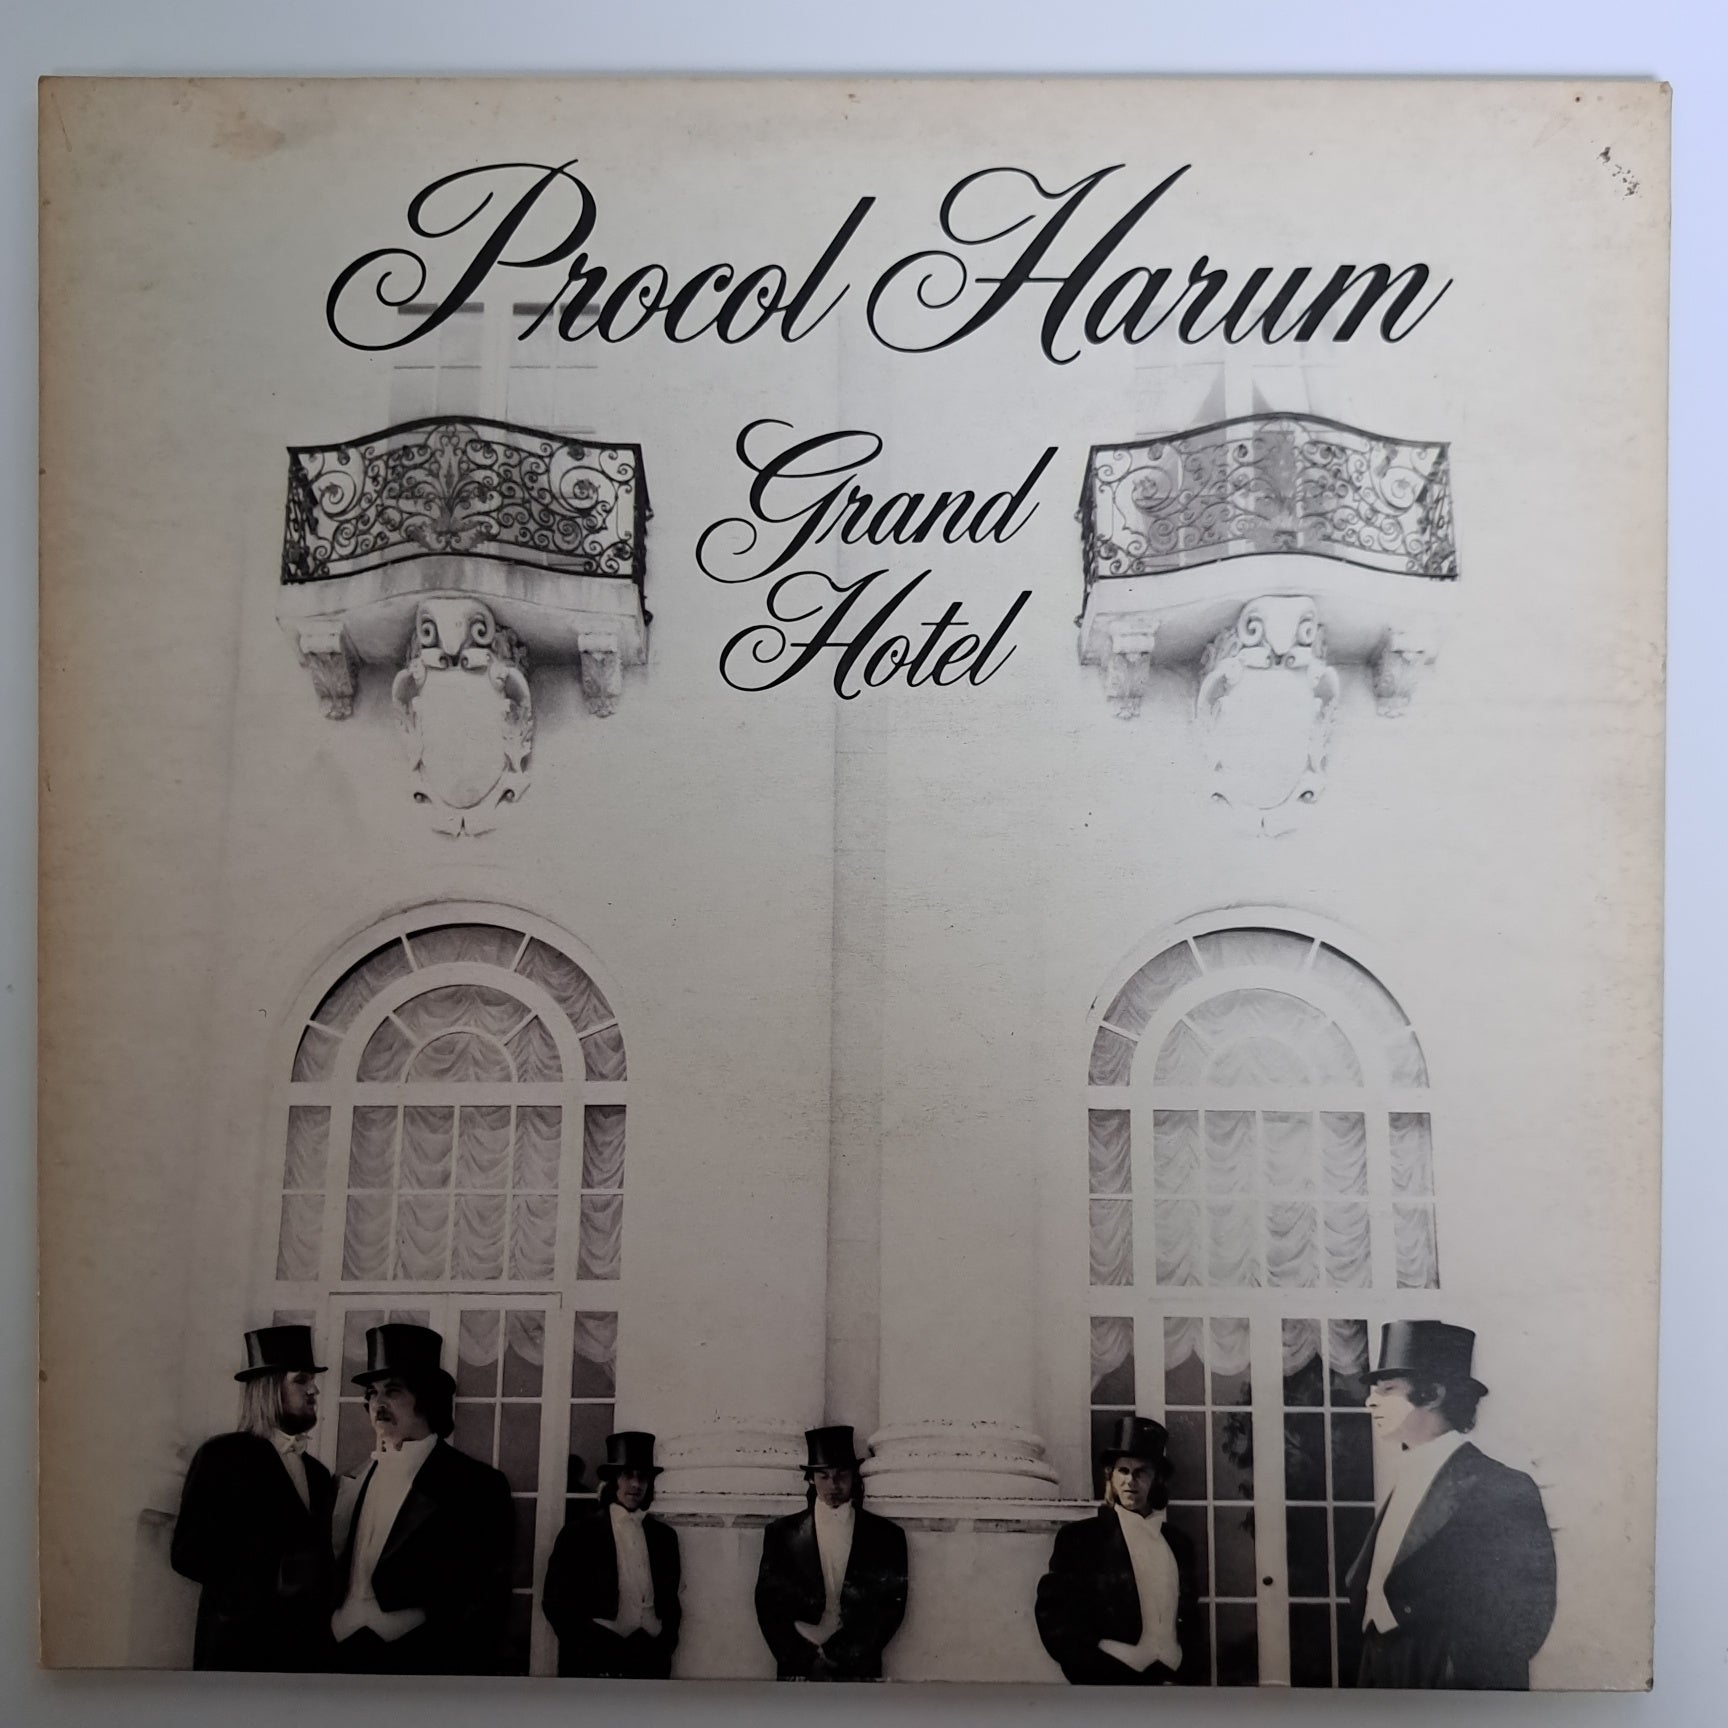 Procol Harum
Grand
Hotel